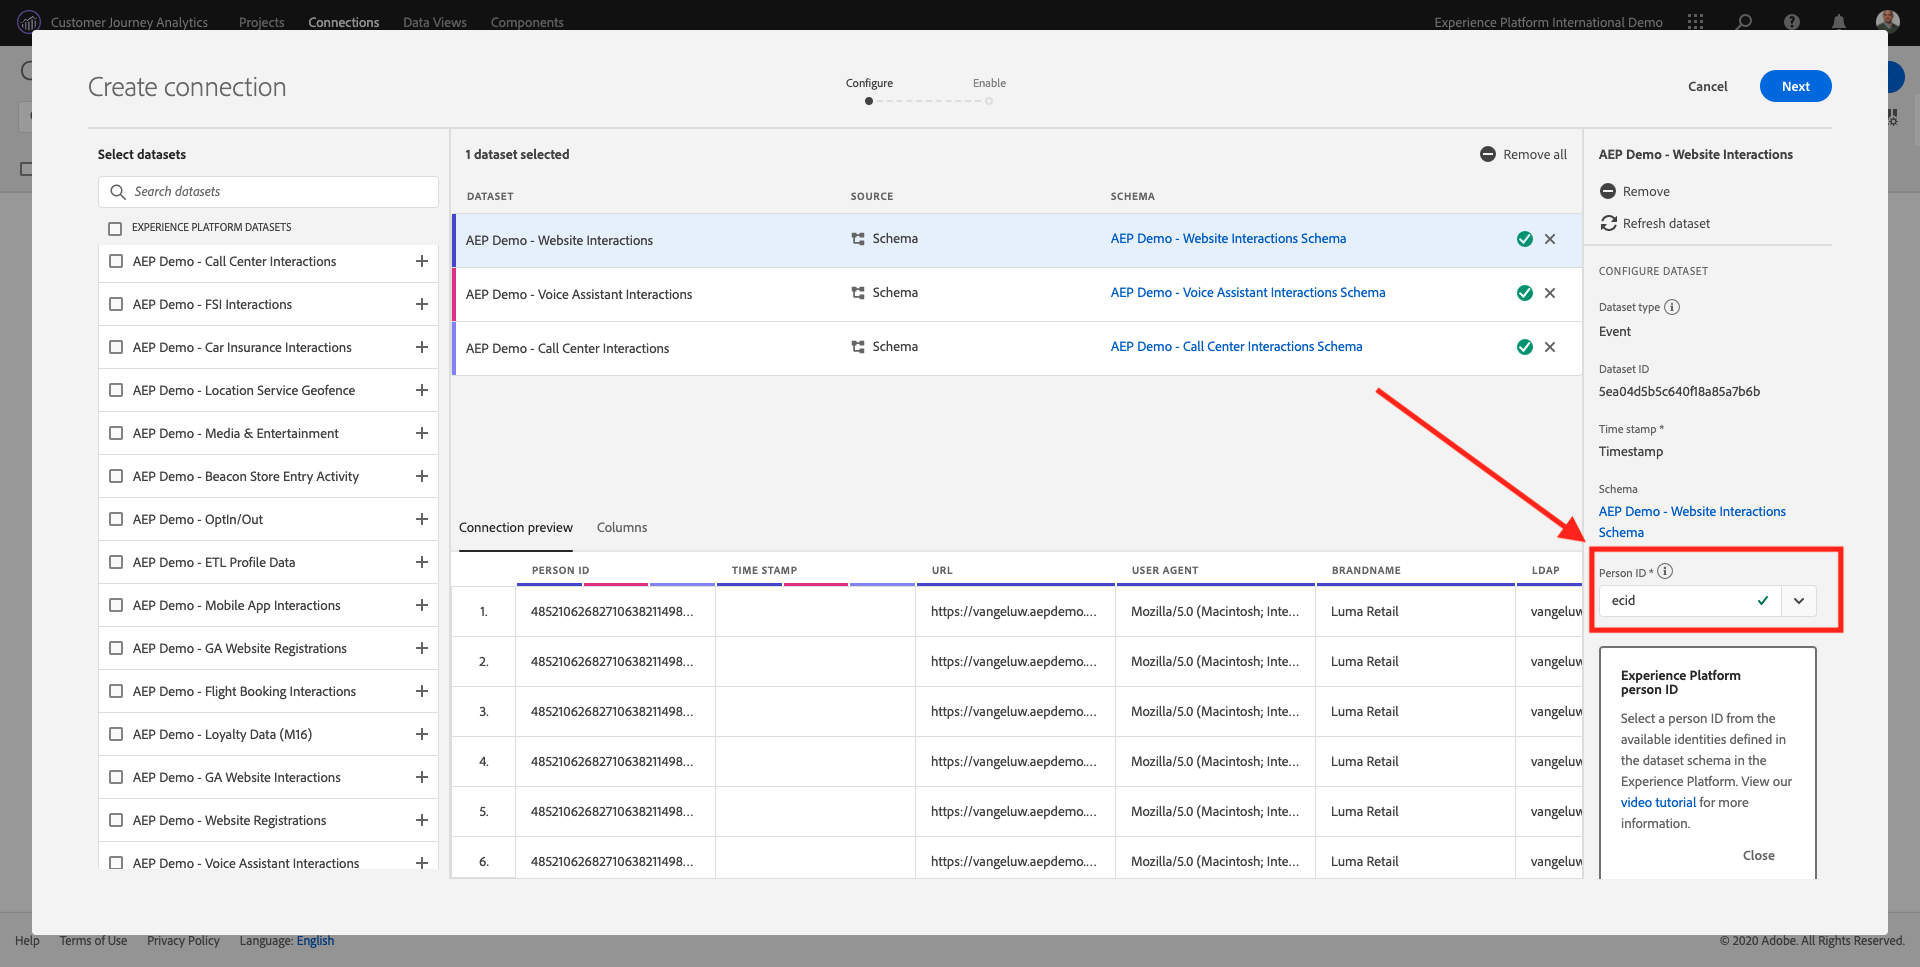 Customer Journey Analytics
Projects
Connections
Data Views
Components
Experience Platform International Demo
Create connection
Configure
Enable
Cancel
Next
Select datasets
Search datasets
EXPERIENCE PLATFORM DATASETS
AEP Demo - Call Center Interactions
AEP Demo - FSI Interactions
AEP Demo - Car Insurance Interactions
AEP Demo - Location Service Geofence
AEP Demo - Media & Entertainment
AEP Demo - Beacon Store Entry Activity
AEP Demo - OptIn/Out
AEP Demo - ETL Profile Data
AEP Demo - Mobile App Interactions
AEP Demo - GA Website Registrations
AEP Demo - Flight Booking Interactions
AEP Demo - Loyalty Data (M16)
AEP Demo - GA Website Interactions
AEP Demo - Website Registrations
AEP Demo - Voice Assistant Interactions
1 dataset selected
Remove all
DATASET SOURCE SCHEMA
AEP Demo - Website Interactions Schema AEP Demo - Website Interactions Schema
AEP Demo - Voice Assistant Interactions Schema AEP Demo - Voice Assistant Interactions Schema
AEP Demo - Call Center Interactions Schema AEP Demo - Call Center Interactions Schema
Connection preview Columns
PERSON ID TIME STAMP URL USER AGENT BRANDNAME LDAP
1. 48521062682710638211498... https://vangeluw.aepdemo.... Mozilla/5.0 (Macintosh; Inte... Luma Retail vangeluw
2. 48521062682710638211498... https://vangeluw.aepdemo.... Mozilla/5.0 (Macintosh; Inte... Luma Retail vangeluw
3. 48521062682710638211498... https://vangeluw.aepdemo.... Mozilla/5.0 (Macintosh; Inte... Luma Retail vangeluw
4. 48521062682710638211498... https://vangeluw.aepdemo.... Mozilla/5.0 (Macintosh; Inte... Luma Retail vangeluw
5. 48521062682710638211498... https://vangeluw.aepdemo.... Mozilla/5.0 (Macintosh; Inte... Luma Retail vangeluw
6. 48521062682710638211498... https://vangeluw.aepdemo.... Mozilla/5.0 (Macintosh; Inte... Luma Retail vangeluw
AEP Demo - Website Interactions
Remove
Refresh dataset
CONFIGURE DATASET
Dataset type
Event
Dataset ID
5ea04d5b5c640f18a85a7b6b
Time stamp *
Timestamp
Schema
AEP Demo - Website Interactions
Schema
Person ID *
ecid
Experience Platform
person ID
Select a person ID from the
available identities defined in
the dataset schema in the
Experience Platform. View our
video tutorial for more
information.
Close
Help
Terms of Use
Privacy Policy
Language: English
© 2020 Adobe. All Rights Reserved.